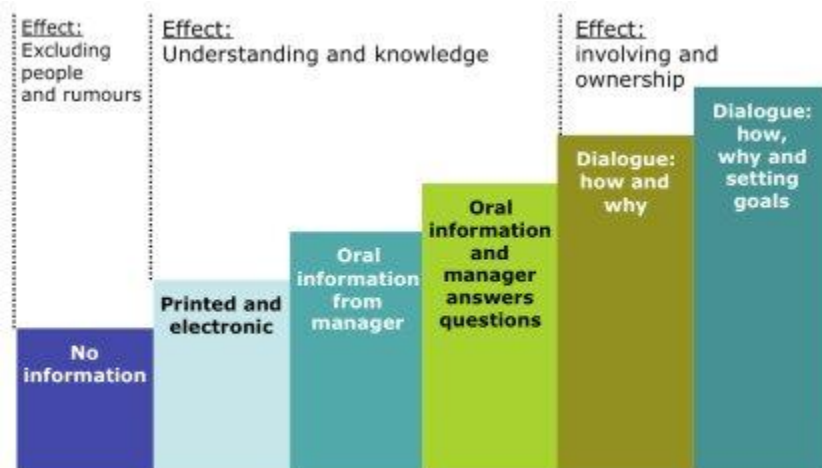 Effect:
Excluding
people
and rumours
Effect:
Understanding and knowledge
Effect:
involving and
ownership
No
information
Printed and
electronic
Oral
information
from
manager
Oral
information
and
manager
answers
questions
Dialogue:
how and
why
Dialogue:
how,
why and
setting
goals